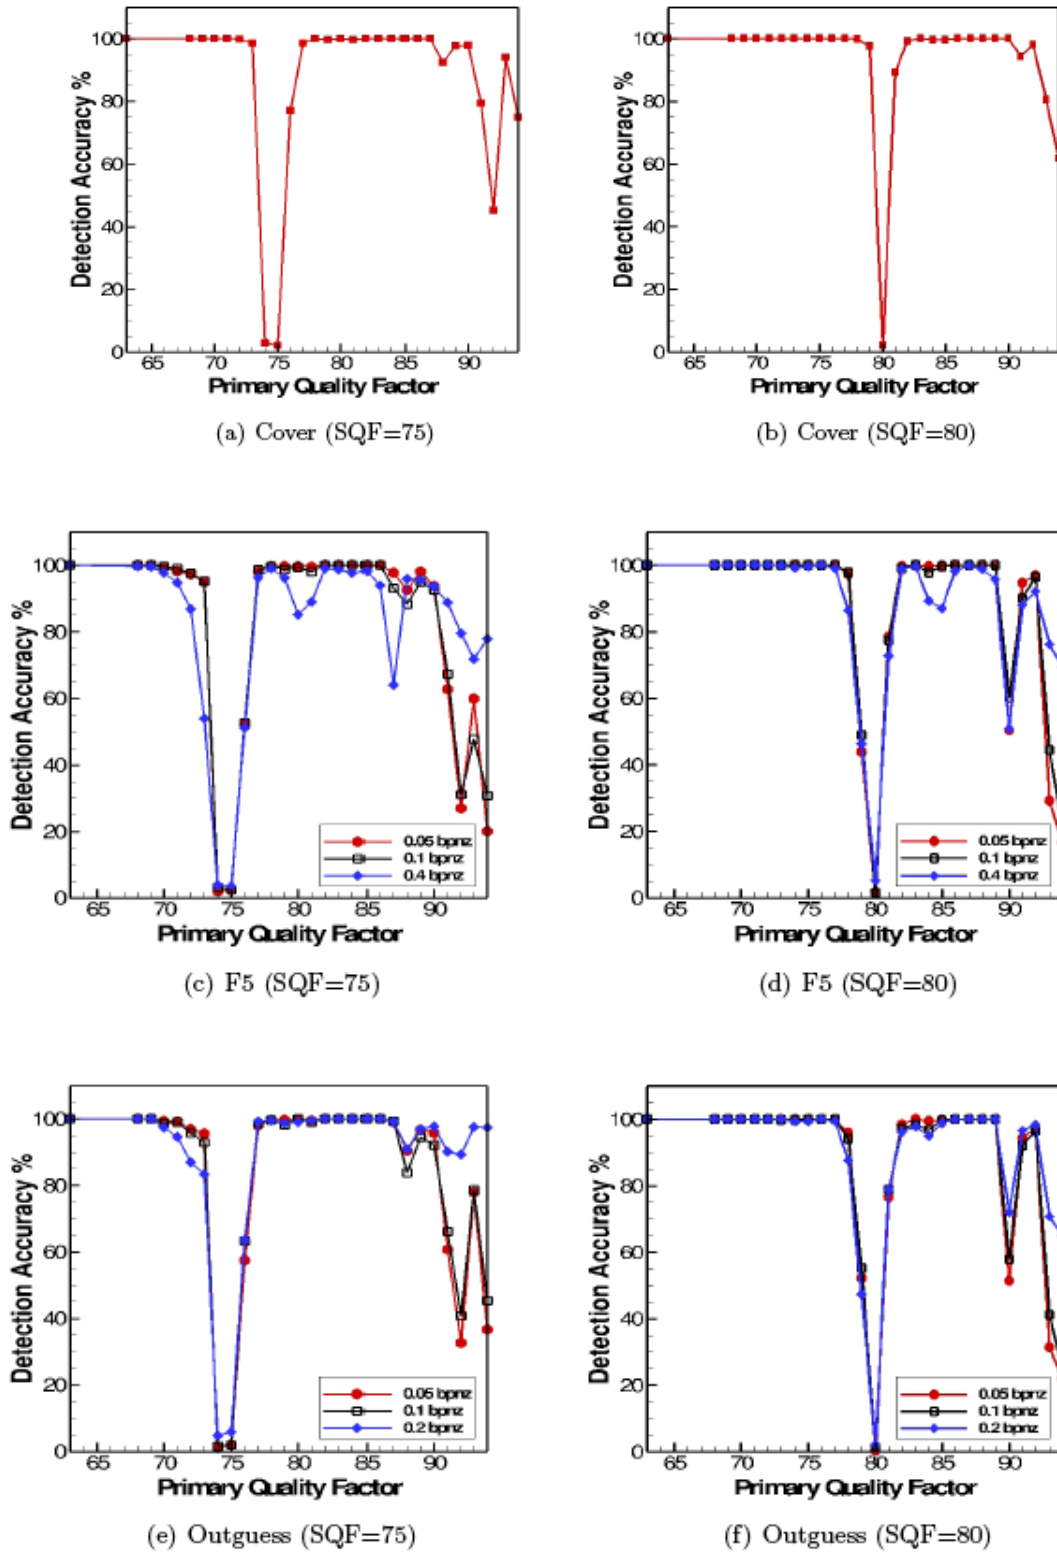 100
80
60
40
20
0
Detection Accuracy %
65 70 75 80 85 90
Primary Quality Factor
(a) Cover (SQF=75)
100
80
60
40
20
0
Detection Accuracy %
65 70 75 80 85 90
Primary Quality Factor
(b) Cover (SQF=80)
100
80
60
40
20
0
Detection Accuracy %
0.05 bpnz
0.1 bpnz
0.4 bpnz
65 70 75 80 85 90
Primary Quality Factor
(c) F5 (SQF=75)
100
80
60
40
20
0
Detection Accuracy %
0.05 bpnz
0.1 bpnz
0.4 bpnz
65 70 75 80 85 90
Primary Quality Factor
(d) F5 (SQF=80)
100
80
60
40
20
0
Detection Accuracy %
0.05 bpnz
0.1 bpnz
0.2 bpnz
65 70 75 80 85 90
Primary Quality Factor
(e) Outguess (SQF=75)
100
80
60
40
20
0
Detection Accuracy %
0.05 bpnz
0.1 bpnz
0.2 bpnz
65 70 75 80 85 90
Primary Quality Factor
(f) Outguess (SQF=80)